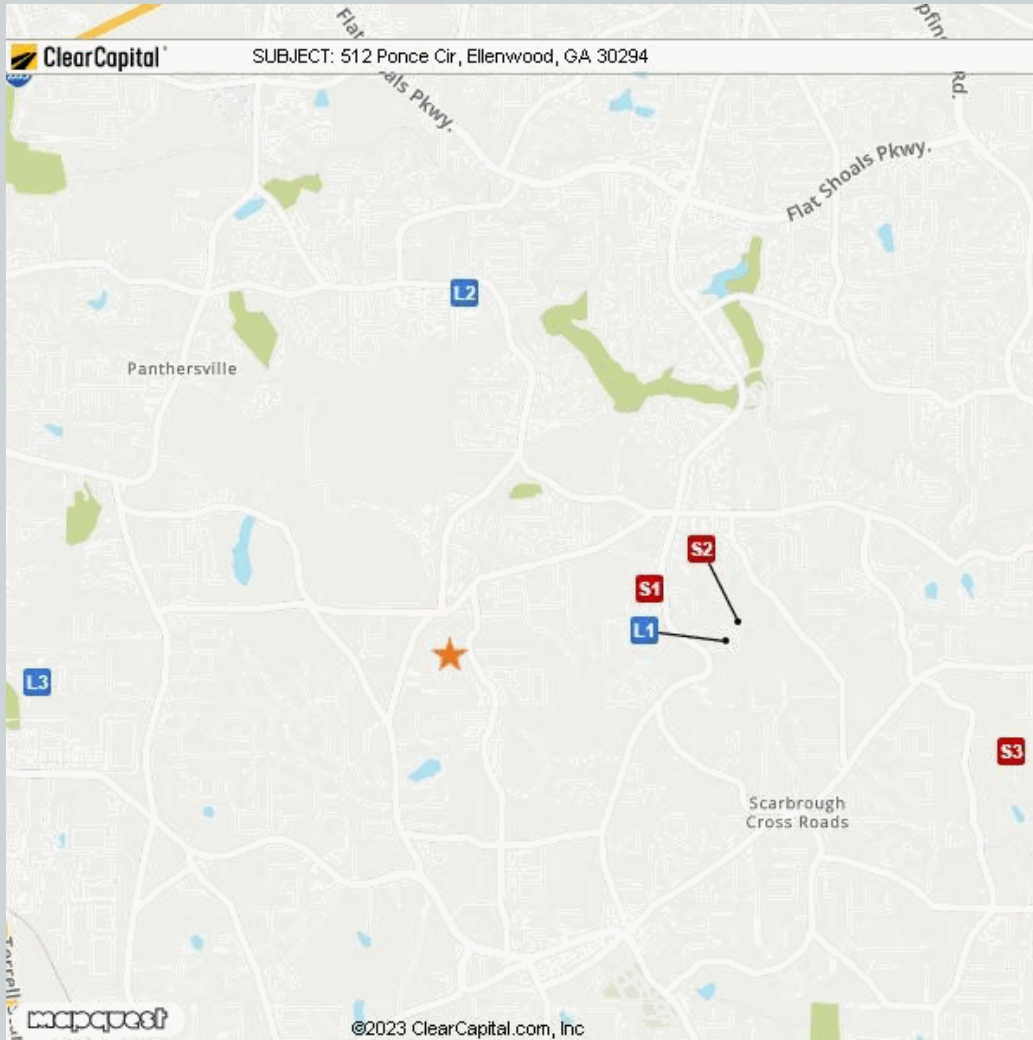 Flat Shoals Pkwy.
ClearCapital
SUBJECT: 512 Ponce Cir, Ellenwood, GA 30294
Rd.
Flat Shoals Pkwy.
L2
Panthersville
S2
S1
L1
L3
S3
Scarbrough
Cross Roads
mapquest
©2023 ClearCapital.com, Inc